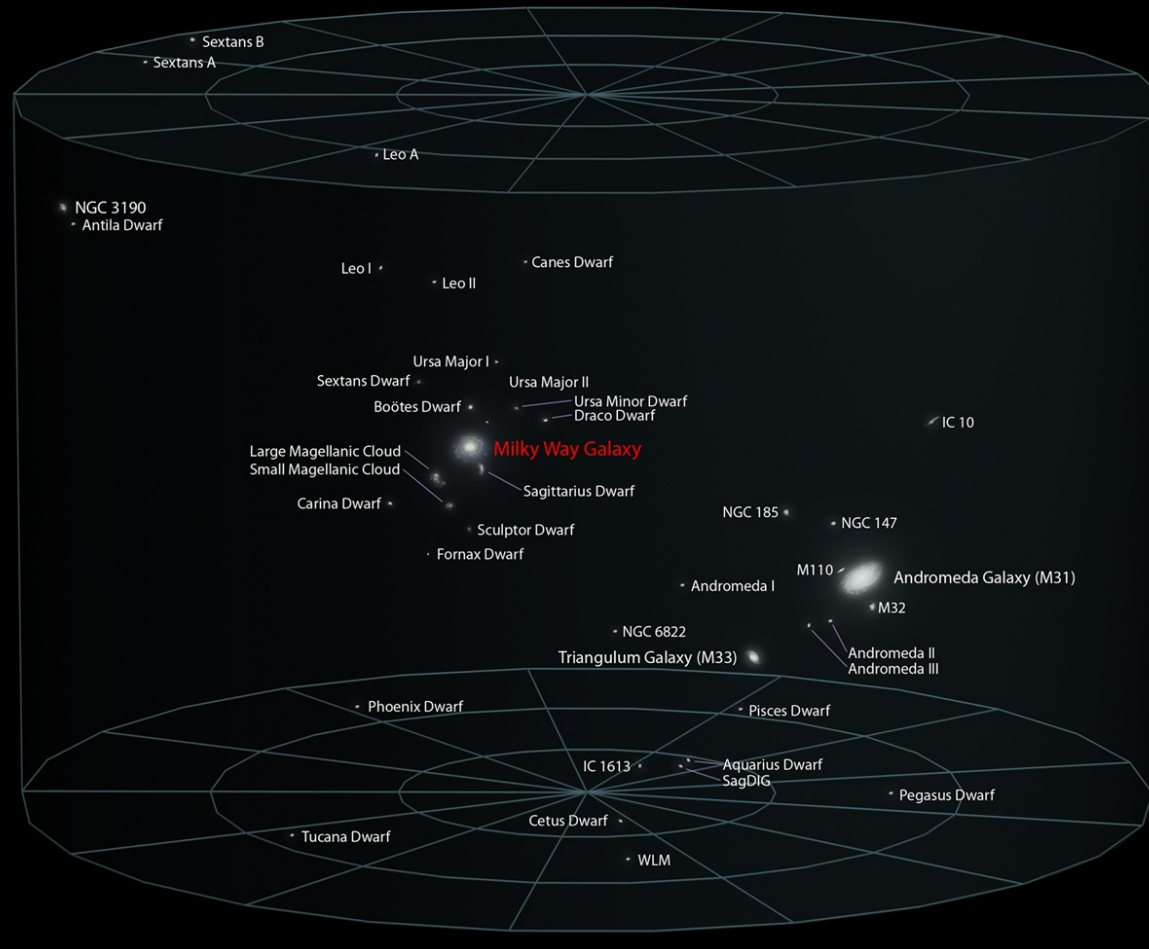 Sextans B
Sextans A
Leo A
NGC 3190
Antila Dwarf
Canes Dwarf
Leo I
Leo II
Ursa Major I
Sextans Dwarf
Ursa Major II
Ursa Minor Dwarf
Boötes Dwarf
Draco Dwarf
IC 10
Milky Way Galaxy
Large Magellanic Cloud
Small Magellanic Cloud
Sagittarius Dwarf
Carina Dwarf
NGC 185
NGC 147
Sculptor Dwarf
Fornax Dwarf
M110
Andromeda Galaxy (M31)
Andromeda I
M32
NGC 6822
Andromeda II
Triangulum Galaxy (M33)
Andromeda III
Phoenix Dwarf
Pisces Dwarf
IC 1613
Aquarius Dwarf
SagDIG
Pegasus Dwarf
Cetus Dwarf
Tucana Dwarf
WLM